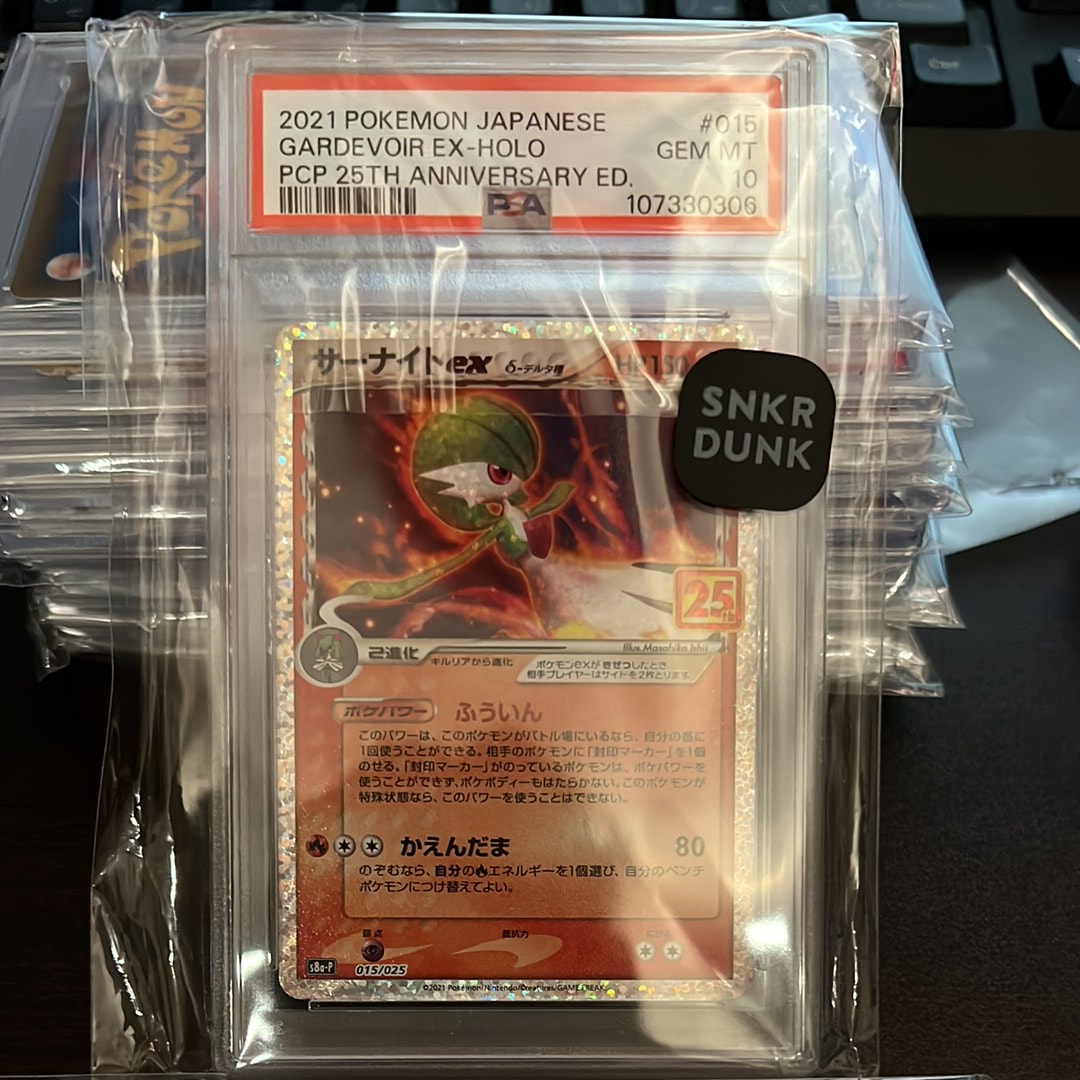 2021 POKEMON JAPANESE #015
GARDEVOIR EX-HOLO GEM MT
PCP 25TH ANNIVERSARY ED. 10
PSA 107330306
POKéMON
サーナイトex δ-デルタ種 HP150
SNKR
DUNK
25th
2進化
キルリアから進化
Illus. Masahiko Ishii
ポケモンexがきぜつしたとき、
相手プレイヤーはサイドを2枚とります。
ポケパワー ふういん
このパワーは、このポケモンがバトル場にいるなら、自分の番に
1回使うことができる。相手のポケモンに「封印マーカー」を1個
のせる。「封印マーカー」がのっているポケモンは、ポケパワーを
使うことができず、ポケボディーもはたらかない。このポケモンが
特殊状態なら、このパワーを使うことはできない。
かえんだま 80
のぞむなら、自分のエネルギーを1個選び、自分のベンチ
ポケモンにつけ替えてよい。
弱点 抵抗力 にげる
s8a-P 015/025
©2021 Pokémon/Nintendo/Creatures/GAME FREAK.
Ctrl